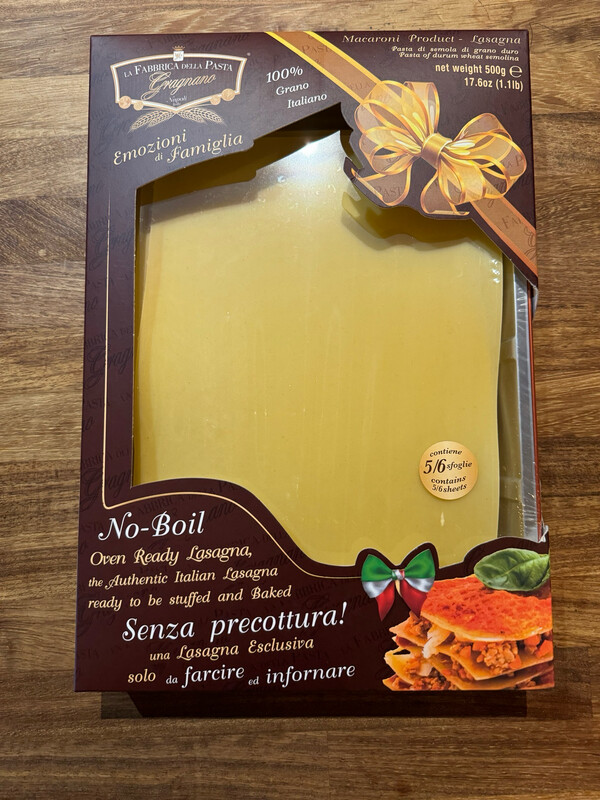 Macaroni Product - Lasagna
Pasta di semola di grano duro
Pasta of durum wheat semolina
net weight 500g ℮
17.6oz (1.1lb)
LA FABBRICA DELLA PASTA
Gragnano
100%
Grano
Italiano
Emozioni
di Famiglia
contiene
5/6 sfoglie
contains
5/6 sheets
No-Boil
Oven Ready Lasagna,
the Authentic Italian Lasagna
ready to be stuffed and Baked
Senza precottura!
una Lasagna Esclusiva
solo da farcire ed infornare